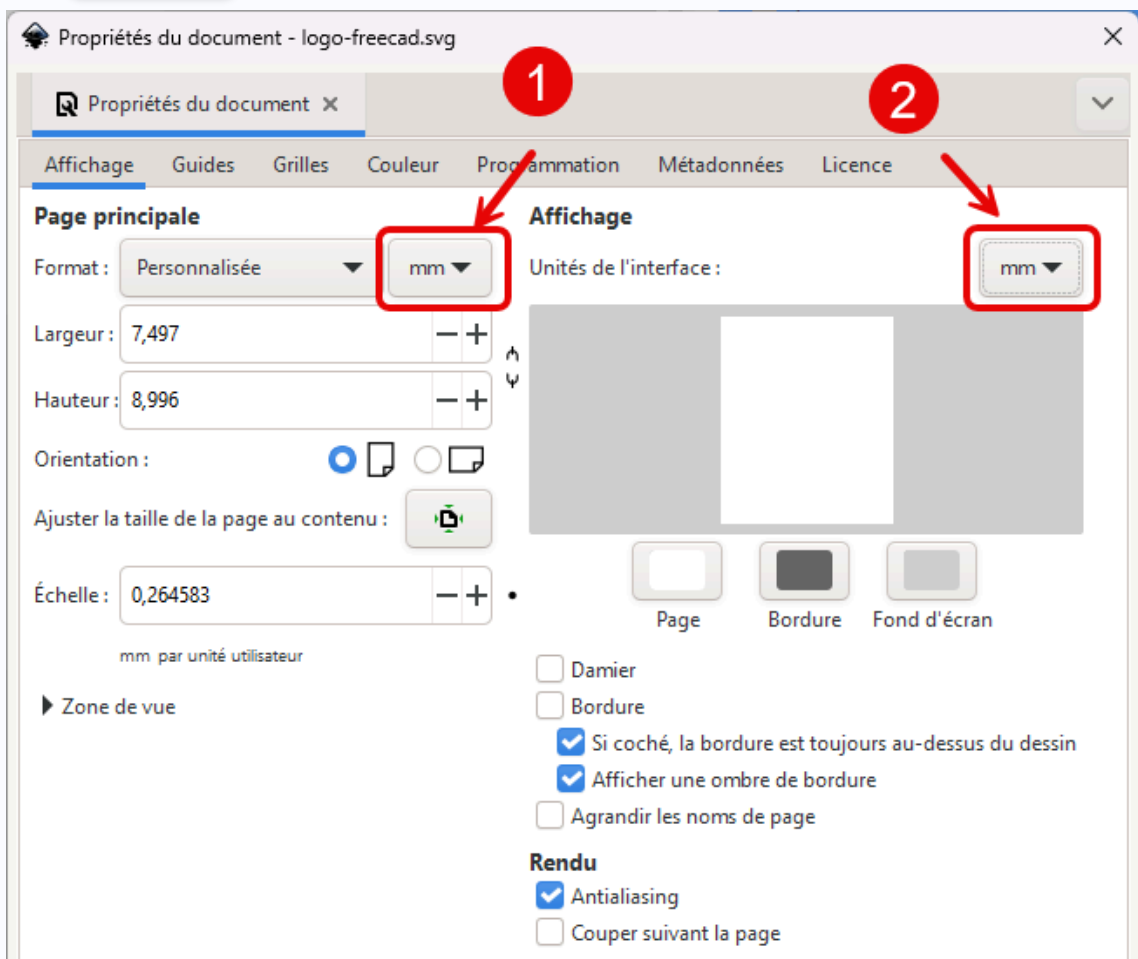 Propriétés du document - logo-freecad.svg
1
2
Propriétés du document
Affichage Guides Grilles Couleur Programmation Métadonnées Licence
Page principale
Format : Personnalisée mm
Largeur : 7,497
Hauteur : 8,996
Orientation :
Ajuster la taille de la page au contenu :
Échelle : 0,264583
mm par unité utilisateur
Zone de vue
Affichage
Unités de l'interface : mm
Page Bordure Fond d'écran
Damier
Bordure
Si coché, la bordure est toujours au-dessus du dessin
Afficher une ombre de bordure
Agrandir les noms de page
Rendu
Antialiasing
Couper suivant la page